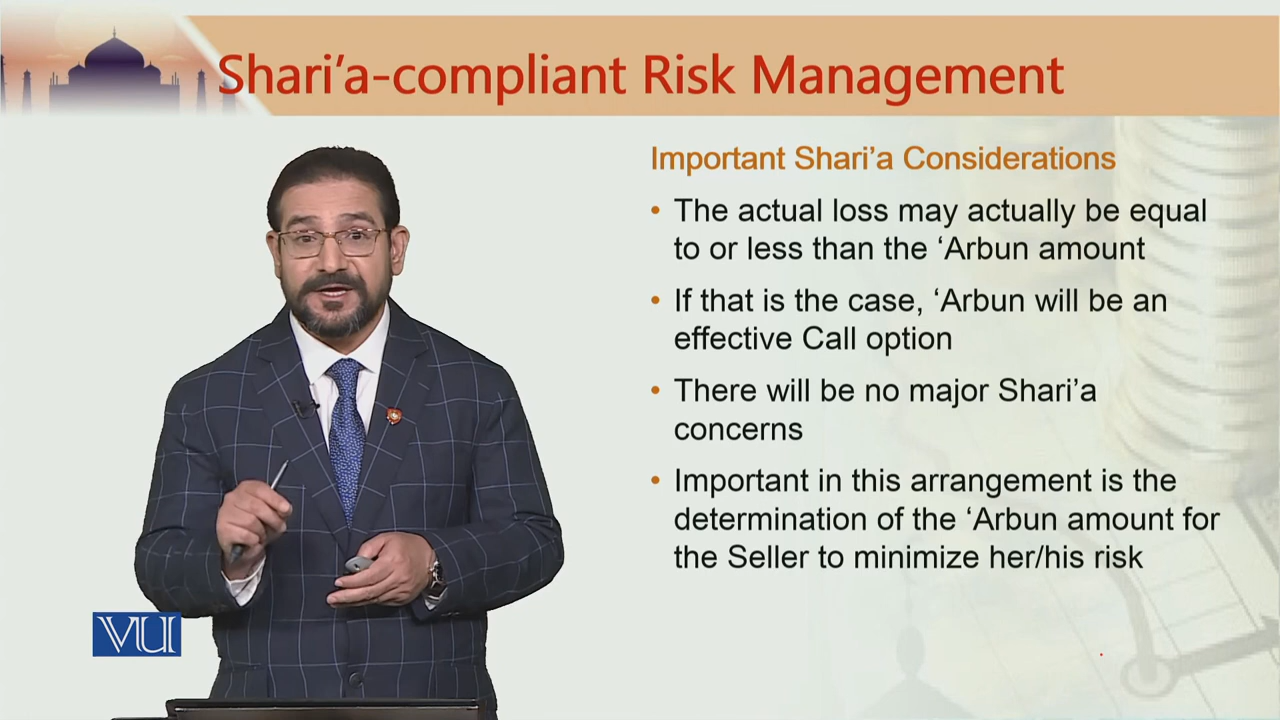 Shari’a-compliant Risk Management
Important Shari’a Considerations
• The actual loss may actually be equal
to or less than the ‘Arbun amount
• If that is the case, ‘Arbun will be an
effective Call option
• There will be no major Shari’a
concerns
• Important in this arrangement is the
determination of the ‘Arbun amount for
the Seller to minimize her/his risk
VU